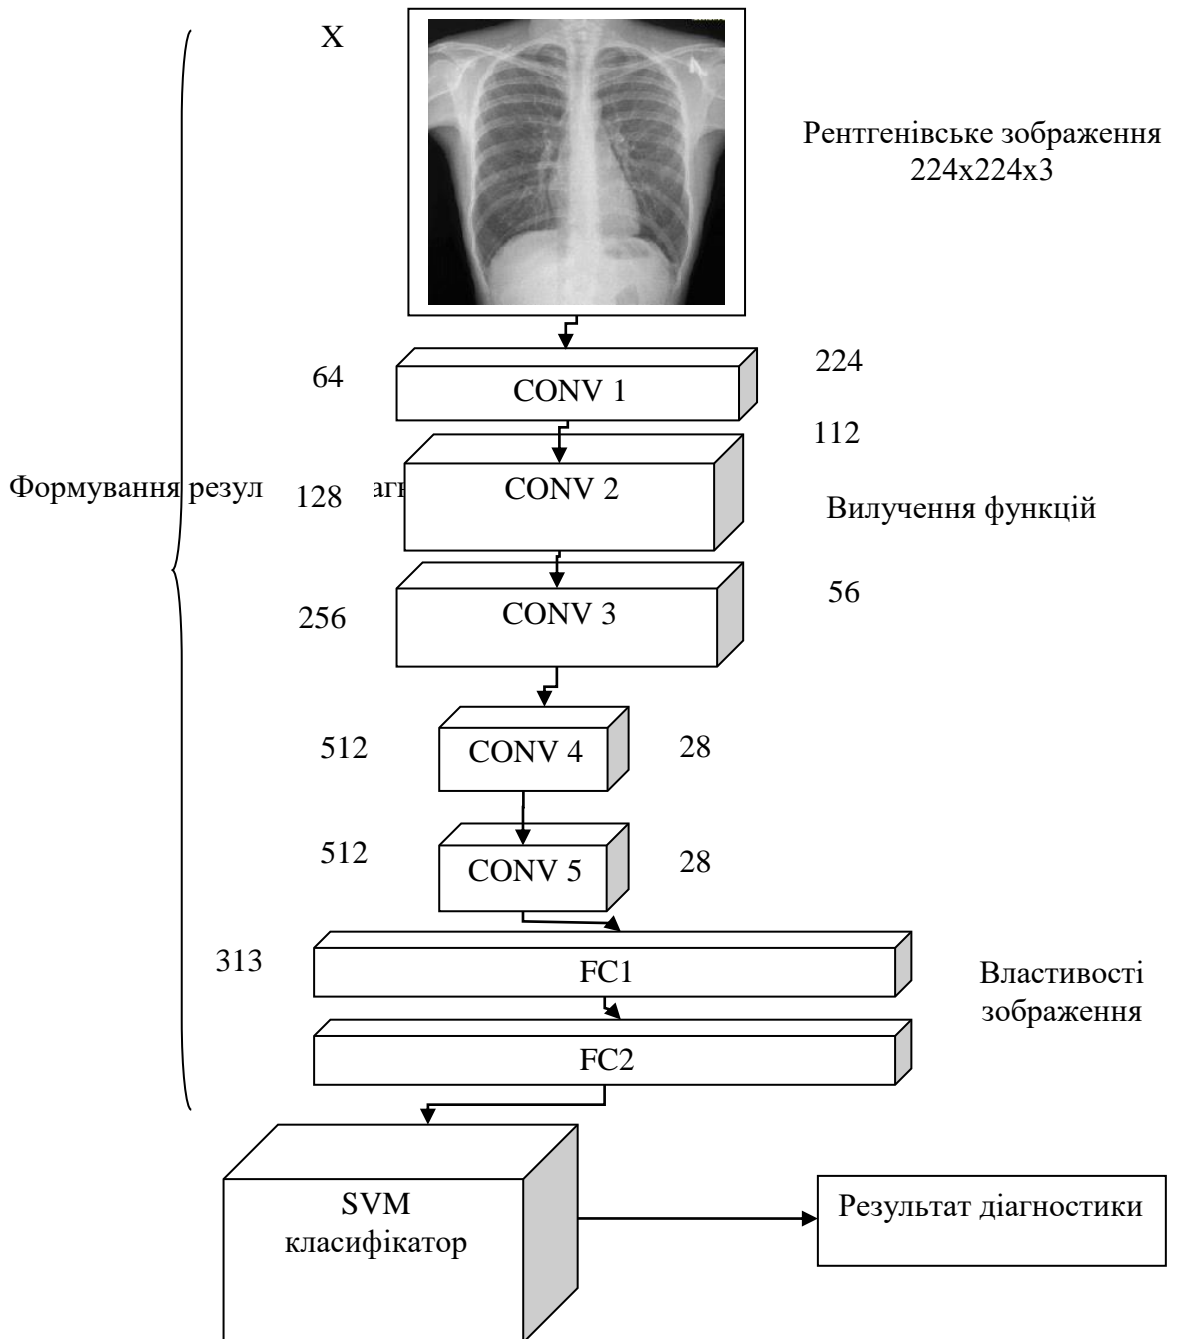 X
Рентгенівське зображення
224x224x3
64
CONV 1
224
112
Формування резул
128
агн
CONV 2
Вилучення функцій
256
CONV 3
56
512
CONV 4
28
512
CONV 5
28
313
FC1
Властивості
зображення
FC2
SVM
класифікатор
Результат діагностики